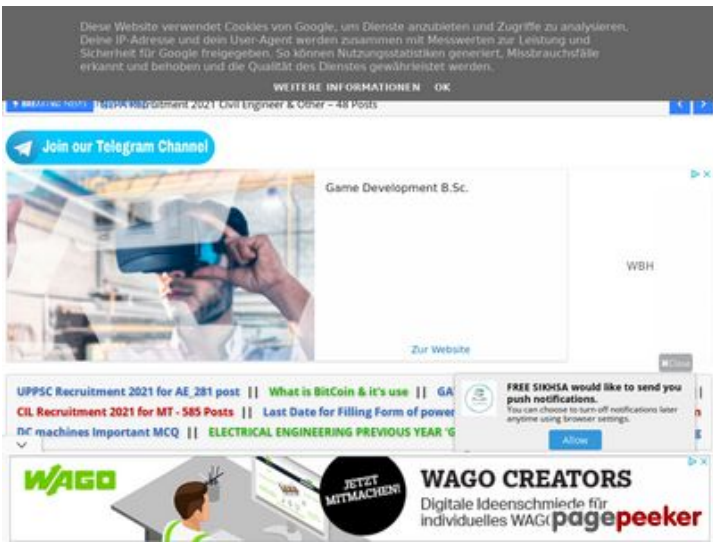 Diese Website verwendet Cookies von Google, um Dienste anzubieten und Zugriffe zu analysieren.
Deine IP-Adresse und dein User-Agent werden zusammen mit Messwerten zur Leistung und
Sicherheit für Google freigegeben. So können Nutzungsstatistiken generiert, Missbrauchsfälle
erkannt und behoben und die Qualität des Dienstes gewährleistet werden.
WEITERE INFORMATIONEN OK
Recruitment 2021 Civil Engineer & Other – 48 Posts
Join our Telegram Channel
Game Development B.Sc.
WBH
Zur Website
Close
UPPSC Recruitment 2021 for AE_281 post || What is BitCoin & it's use || GA
CIL Recruitment 2021 for MT - 585 Posts || Last Date for Filling Form of power
DC machines Important MCQ || ELECTRICAL ENGINEERING PREVIOUS YEAR 'G
FREE SIKHSA would like to send you
push notifications.
You can choose to turn off notifications later
anytime using browser settings.
Allow
WAGO
JETZT
MITMACHEN!
WAGO CREATORS
Digitale Ideenschmiede für
individuelles WAGO
pagepeeker